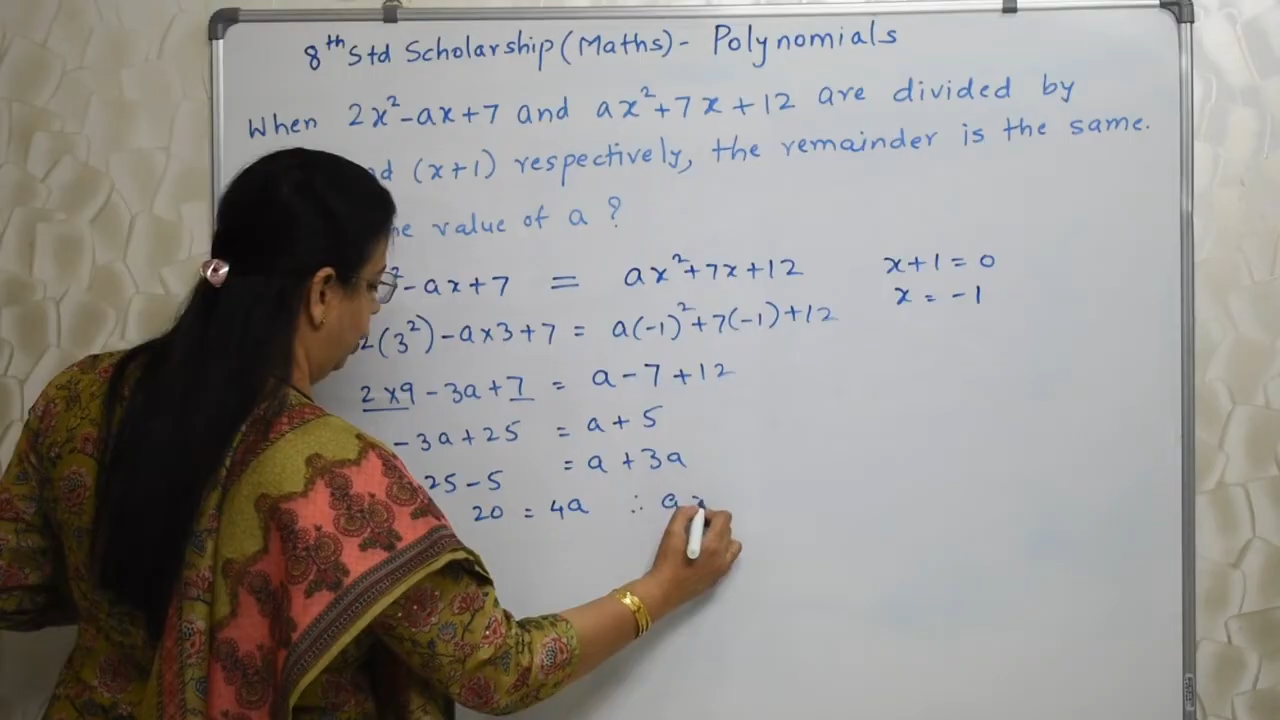 8th Std Scholarship (Maths) - Polynomials
When 2x²-ax+7 and ax²+7x+12 are divided by
(x+1) respectively, the remainder is the same.
value of a ?
-ax+7 = ax²+7x+12 x+1=0
2(3²)-a×3+7 = a(-1)²+7(-1)+12 x = -1
2×9-3a+7 = a-7+12
-3a+25 = a+5
25-5 = a+3a
20 = 4a ∴ a =